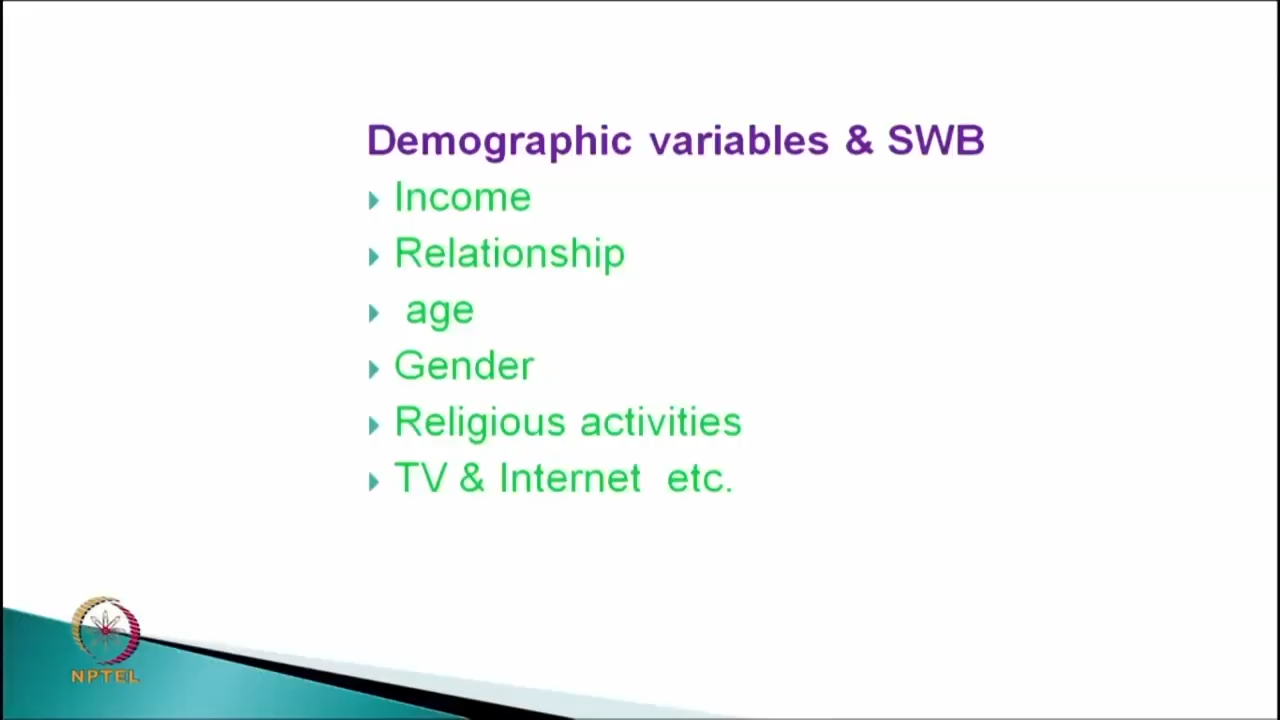 Demographic variables & SWB
Income
Relationship
age
Gender
Religious activities
TV & Internet etc.
NPTEL